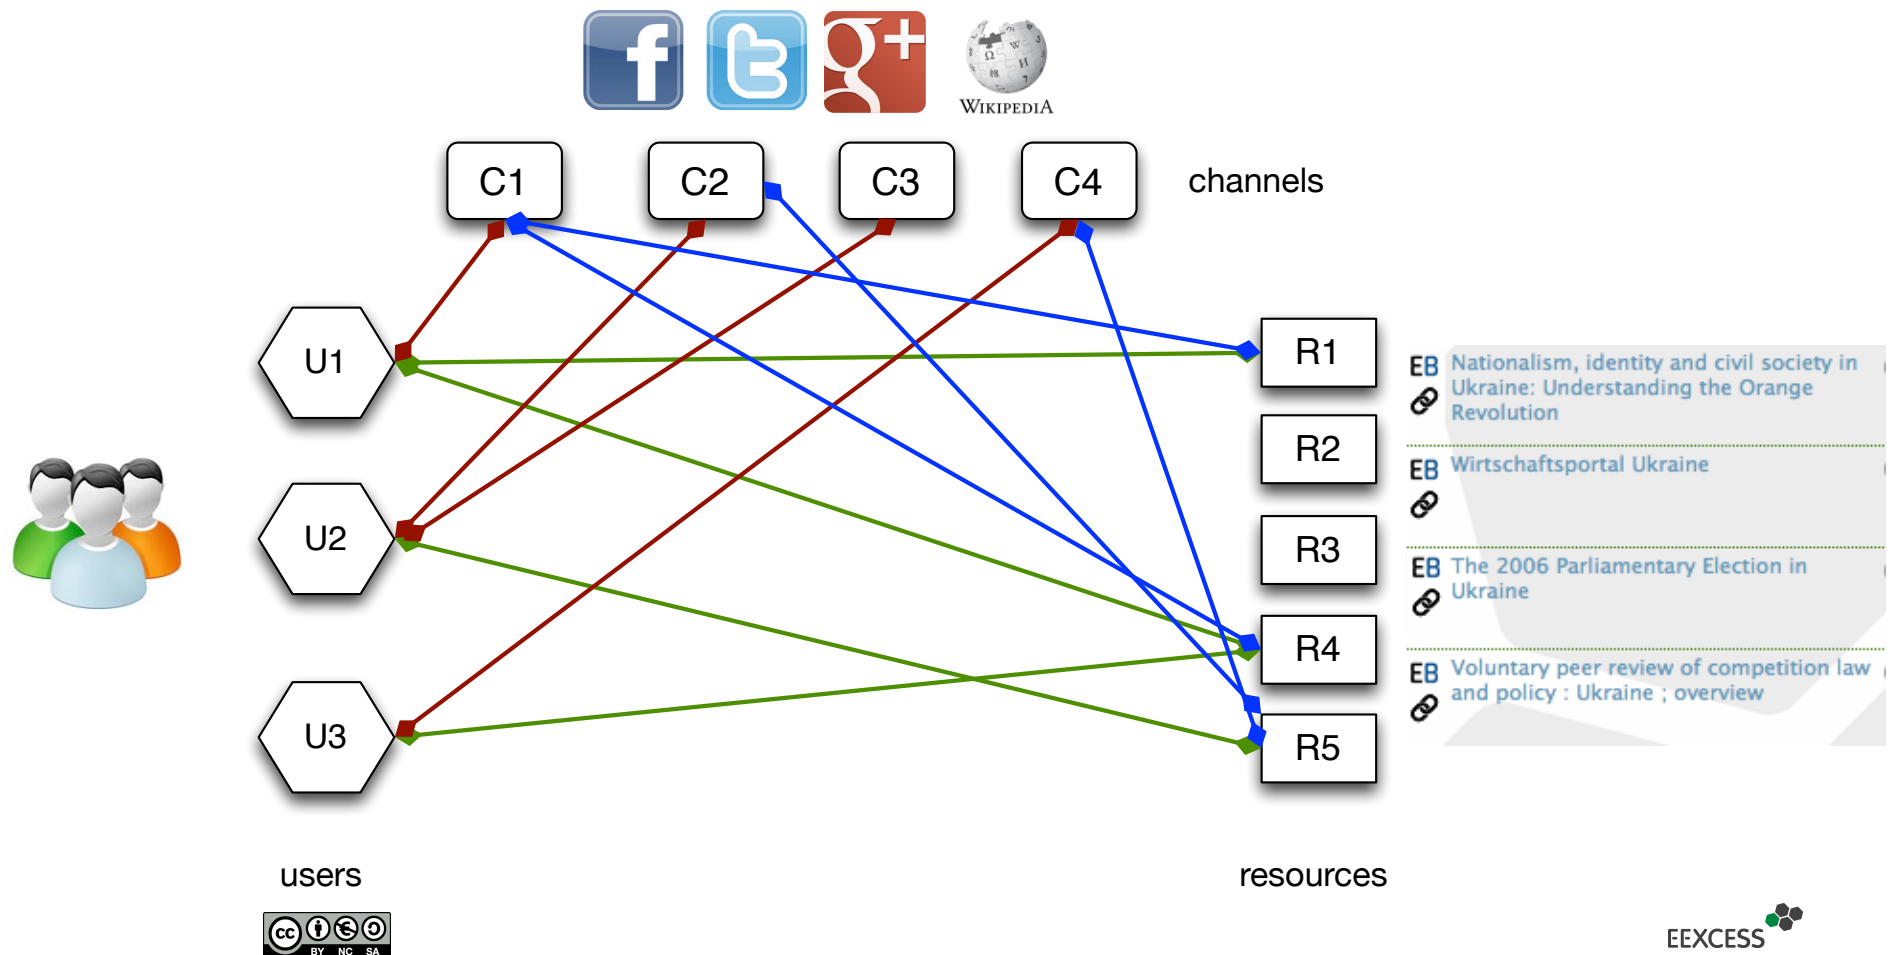 f t g+
Ω W И
WIKIPEDIA
C1 C2 C3 C4 channels
U1
U2
U3
R1
R2
R3
R4
R5
EB Nationalism, identity and civil society in
Ukraine: Understanding the Orange
Revolution
EB Wirtschaftsportal Ukraine
EB The 2006 Parliamentary Election in
Ukraine
EB Voluntary peer review of competition law
and policy : Ukraine ; overview
users
resources
cc
BY NC SA
EEXCESS